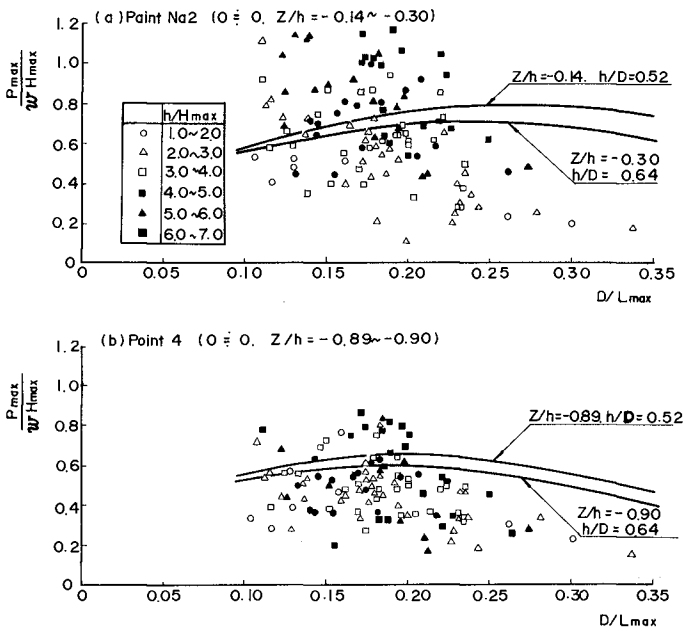 (a) Paint Na2 (0 ≑ 0, Z/h = -0.14 ~ -0.30)
1.2
1.0
0.8
0.6
0.4
0.2
0
Pmax
w Hmax
h/Hmax
○ 1.0~2.0
△ 2.0~3.0
□ 3.0~4.0
■ 4.0~5.0
▲ 5.0~6.0
■ 6.0~7.0
Z/h=-0.14. h/D=0.52
Z/h=-0.30
h/D=0.64
0 0.05 0.10 0.15 0.20 0.25 0.30 0.35
D/Lmax
(b) Point 4 (0 ≑ 0, Z/h = -0.89~-0.90)
1.2
1.0
0.8
0.6
0.4
0.2
0
Pmax
w Hmax
Z/h=-0.89, h/D=0.52
Z/h=-0.90
h/D=0.64
0 0.05 0.10 0.15 0.20 0.25 0.30 0.35
D/Lmax